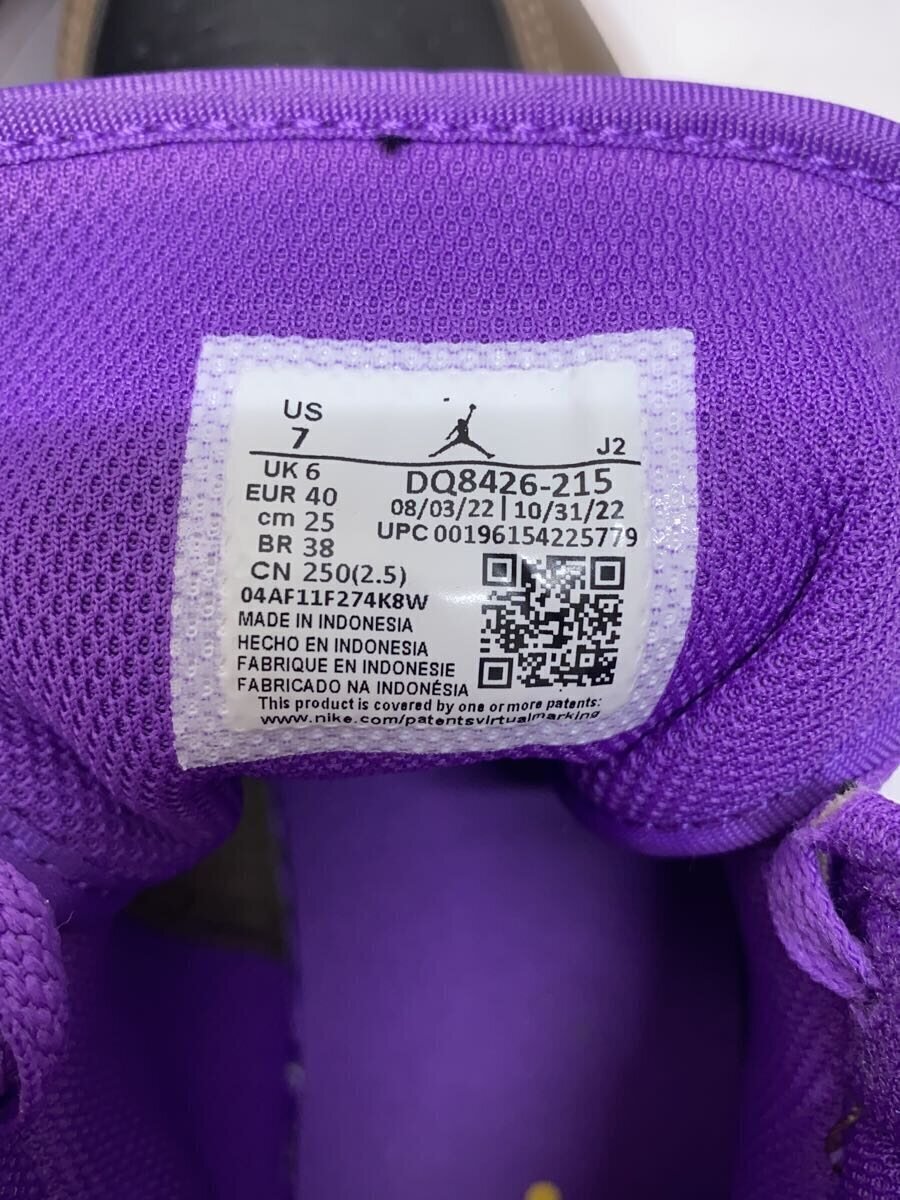 US
7
J2
UK 6
EUR 40
cm 25
BR 38
CN 250(2.5)
DQ8426-215
08/03/22 | 10/31/22
UPC 00196154225779
04AF11F274K8W
MADE IN INDONESIA
HECHO EN INDONESIA
FABRIQUE EN INDONESIE
FABRICADO NA INDONÉSIA
This product is covered by one or more patents:
www.nike.com/patentsvirtualmarking